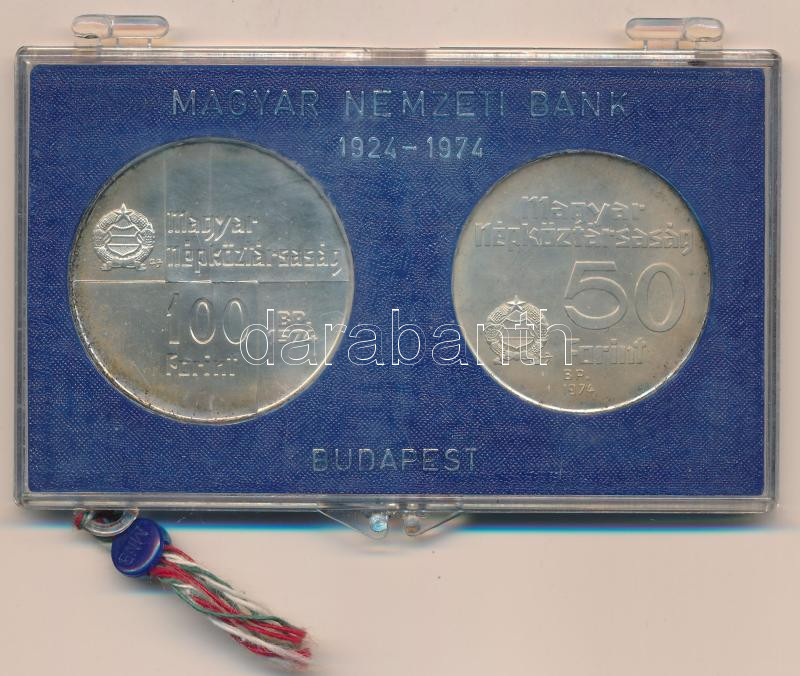 MAGYAR NEMZETI BANK
1924-1974
Magyar
Népköztársaság
100
BP.
1974
Forint
Magyar
Népköztársaság
50
Forint
BP.
1974
darabanth
BUDAPEST
MNB